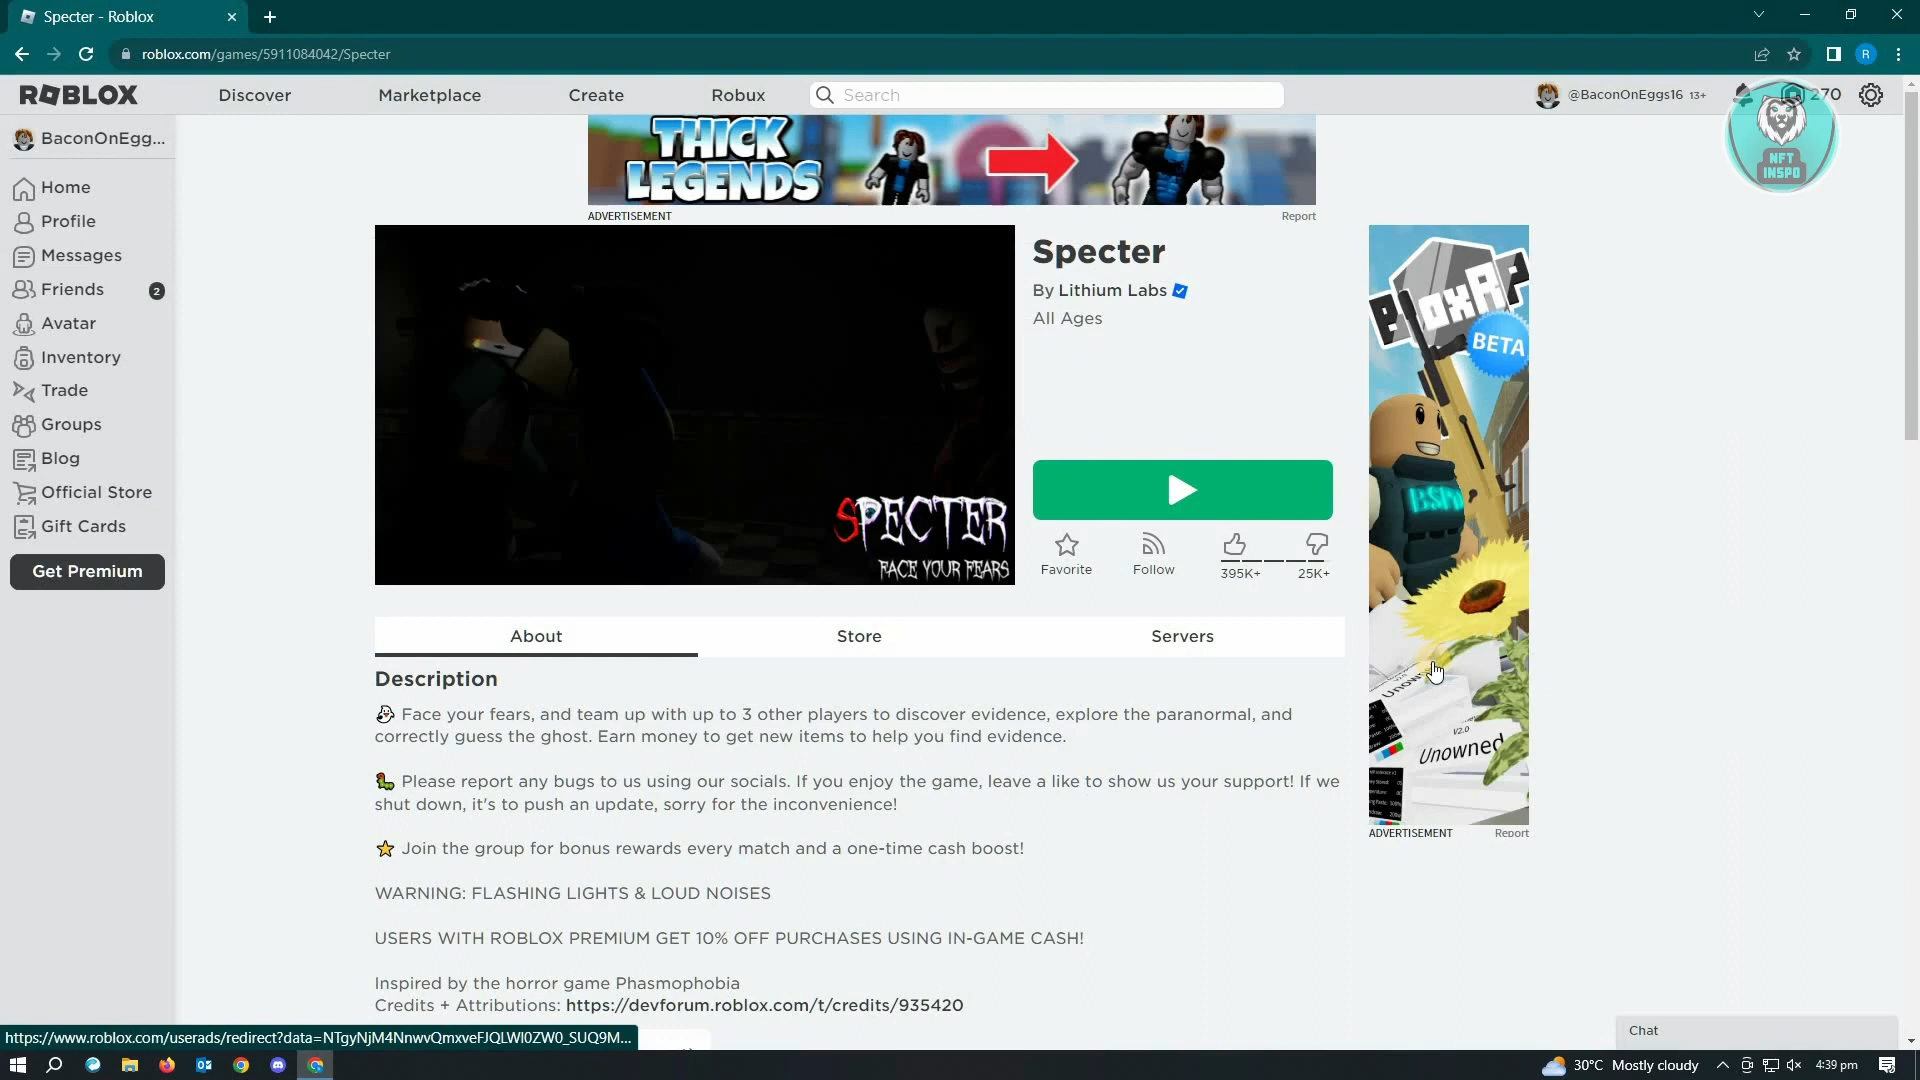 Specter - Roblox
roblox.com/games/5911084042/Specter
R
ROBLOX
Discover
Marketplace
Create
Robux
Search
@BaconOnEggs16 13+
270
NFT
INSPO
BaconOnEgg...
Home
Profile
Messages
Friends
2
Avatar
Inventory
Trade
Groups
Blog
Official Store
Gift Cards
Get Premium
THICK
LEGENDS
ADVERTISEMENT
Report
SPECTER
FACE YOUR FEARS
Specter
By Lithium Labs
All Ages
Favorite
Follow
395K+
25K+
BloxRP
BETA
V2.0
Unowned
ADVERTISEMENT
Report
About
Store
Servers
Description
👻 Face your fears, and team up with up to 3 other players to discover evidence, explore the paranormal, and
correctly guess the ghost. Earn money to get new items to help you find evidence.
🐛 Please report any bugs to us using our socials. If you enjoy the game, leave a like to show us your support! If we
shut down, it's to push an update, sorry for the inconvenience!
⭐ Join the group for bonus rewards every match and a one-time cash boost!
WARNING: FLASHING LIGHTS & LOUD NOISES
USERS WITH ROBLOX PREMIUM GET 10% OFF PURCHASES USING IN-GAME CASH!
Inspired by the horror game Phasmophobia
Credits + Attributions: https://devforum.roblox.com/t/credits/935420
Chat
https://www.roblox.com/userads/redirect?data=NTgyNjM4NnwvQmxveFJQLWI0ZW0_SUQ9M...
30°C Mostly cloudy
4:39 pm